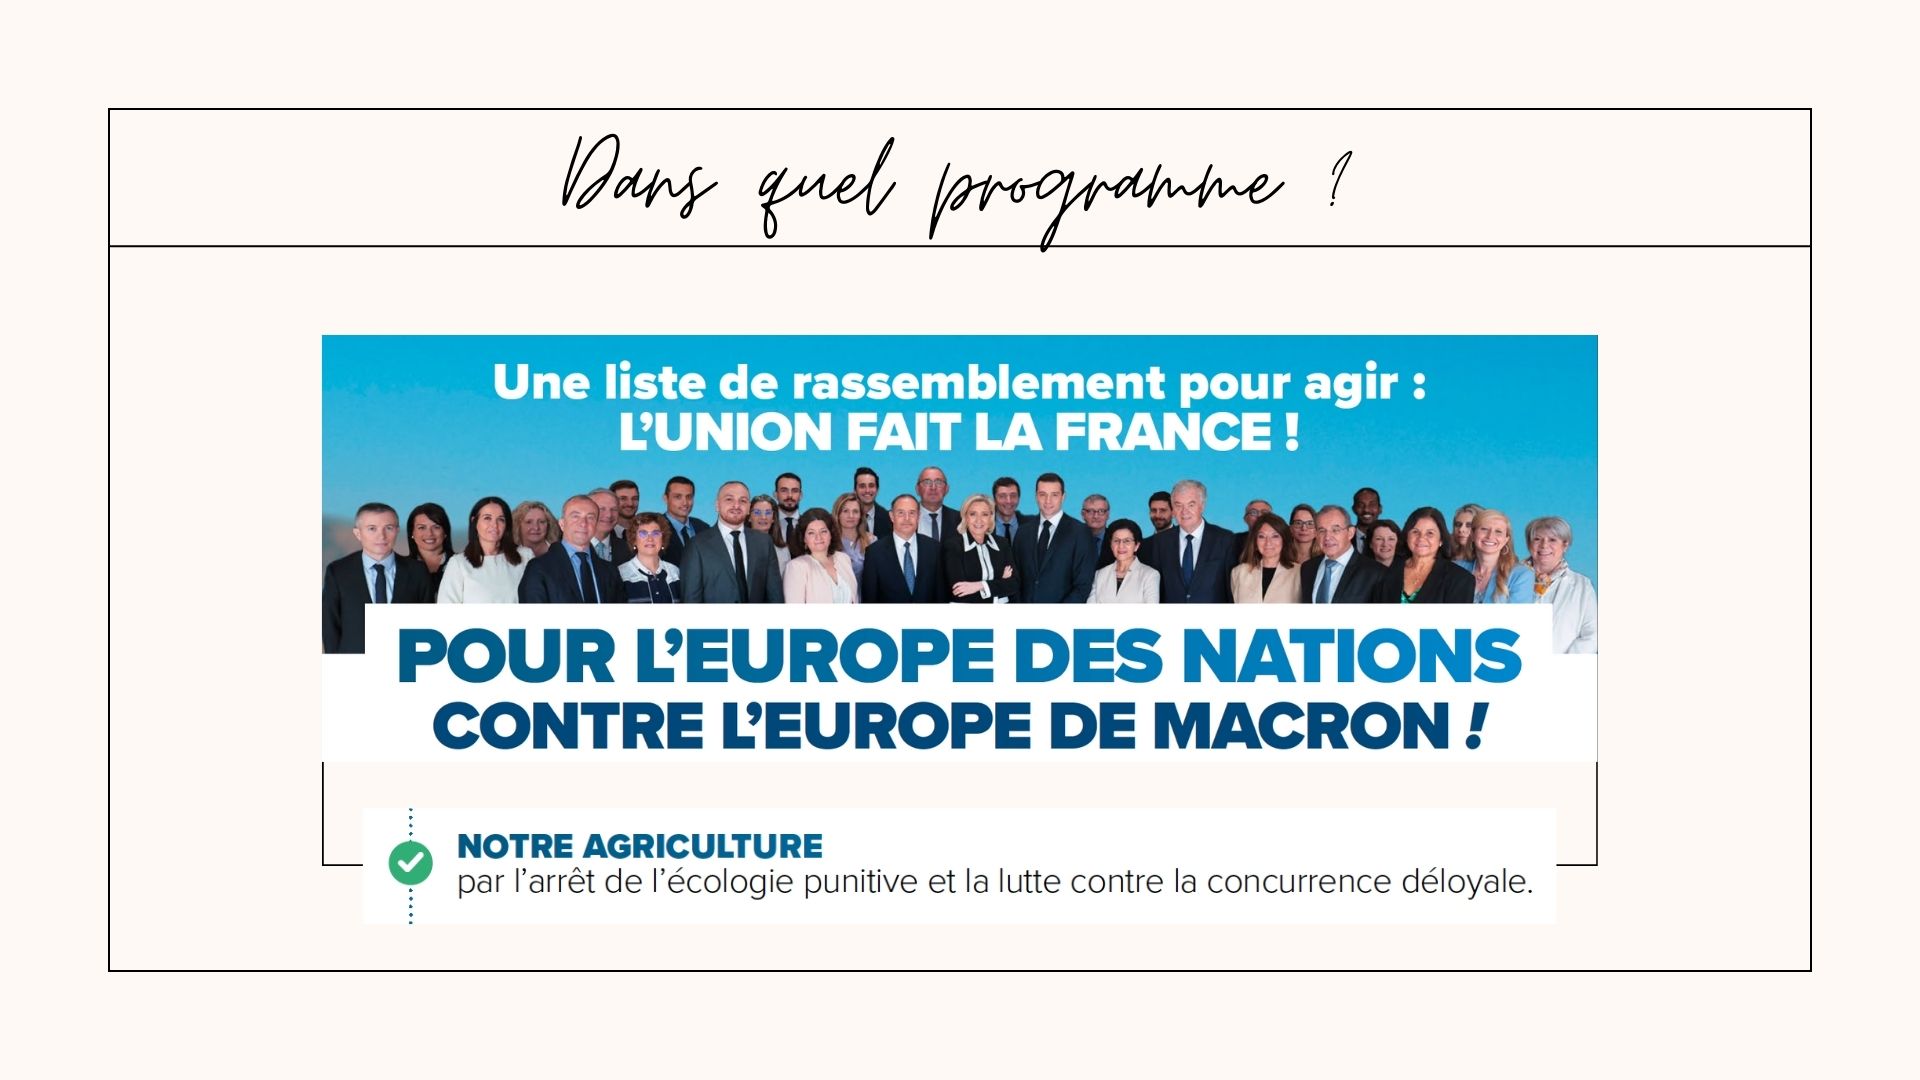 Dans quel programme ?
Une liste de rassemblement pour agir :
L’UNION FAIT LA FRANCE !
POUR L’EUROPE DES NATIONS
CONTRE L’EUROPE DE MACRON !
NOTRE AGRICULTURE
par l’arrêt de l’écologie punitive et la lutte contre la concurrence déloyale.